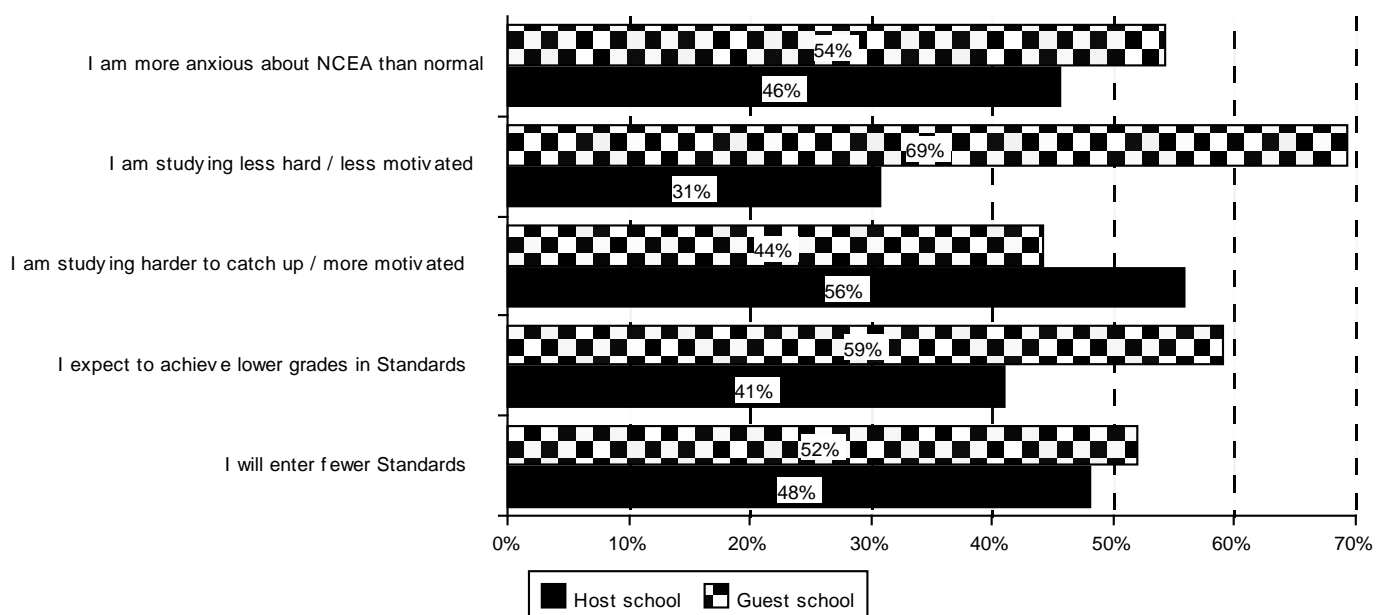 I am more anxious about NCEA than normal
54%
46%
I am studying less hard / less motivated
69%
31%
I am studying harder to catch up / more motivated
44%
56%
I expect to achieve lower grades in Standards
59%
41%
I will enter fewer Standards
52%
48%
0% 10% 20% 30% 40% 50% 60% 70%
Host school Guest school